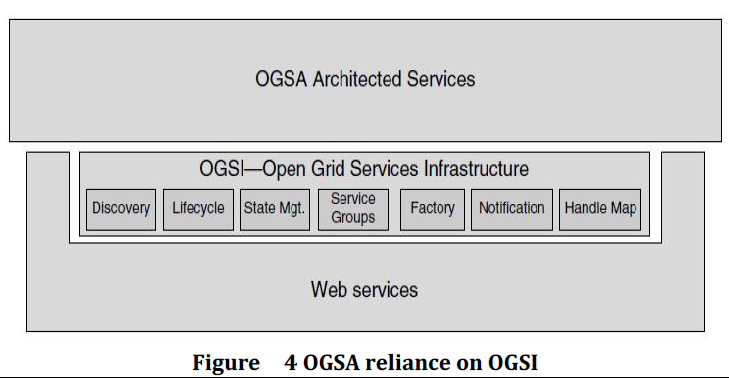 OGSA Architected Services
OGSI—Open Grid Services Infrastructure
Discovery
Lifecycle
State Mgt.
Service
Groups
Factory
Notification
Handle Map
Web services
Figure 4 OGSA reliance on OGSI